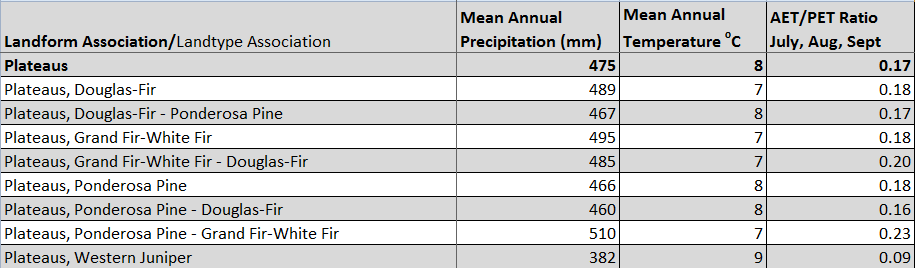 Landform Association/Landtype Association Mean Annual Precipitation (mm) Mean Annual Temperature °C AET/PET Ratio July, Aug, Sept
Plateaus 475 8 0.17
Plateaus, Douglas-Fir 489 7 0.18
Plateaus, Douglas-Fir - Ponderosa Pine 467 8 0.17
Plateaus, Grand Fir-White Fir 495 7 0.18
Plateaus, Grand Fir-White Fir - Douglas-Fir 485 7 0.20
Plateaus, Ponderosa Pine 466 8 0.18
Plateaus, Ponderosa Pine - Douglas-Fir 460 8 0.16
Plateaus, Ponderosa Pine - Grand Fir-White Fir 510 7 0.23
Plateaus, Western Juniper 382 9 0.09